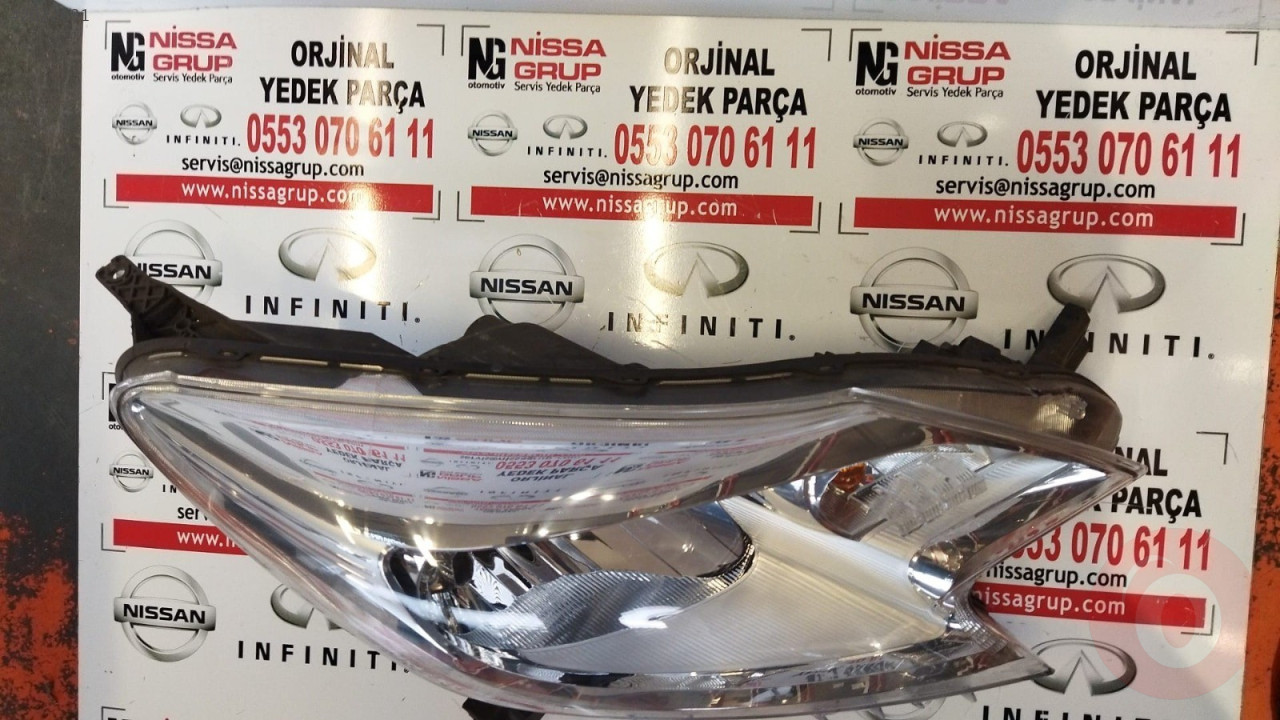 NG
otomotiv
NISSA
GRUP
Servis Yedek Parça
ORJİNAL
YEDEK PARÇA
NISSAN
INFINITI.
0553 070 61 11
servis@nissagrup.com
www.nissagrup.com
NG
otomotiv
NISSA
GRUP
Servis Yedek Parça
ORJİNAL
YEDEK PARÇA
NISSAN
INFINITI.
0553 070 61 11
servis@nissagrup.com
www.nissagrup.com
NG
otomotiv
NISSA
GRUP
Servis Yedek Parça
ORJİNAL
YEDEK PARÇA
NISSAN
INFINITI.
0553 070 61 11
servis@nissagrup.com
www.nissagrup.com
NISSAN
INFINITI.
NISSAN
INFINITI.
NISSAN
INFINITI.
NISSAN
NAL
PARÇA
0553 070 61 11
nissagrup.com
ssagrup.com
NISSAN
INFINITI